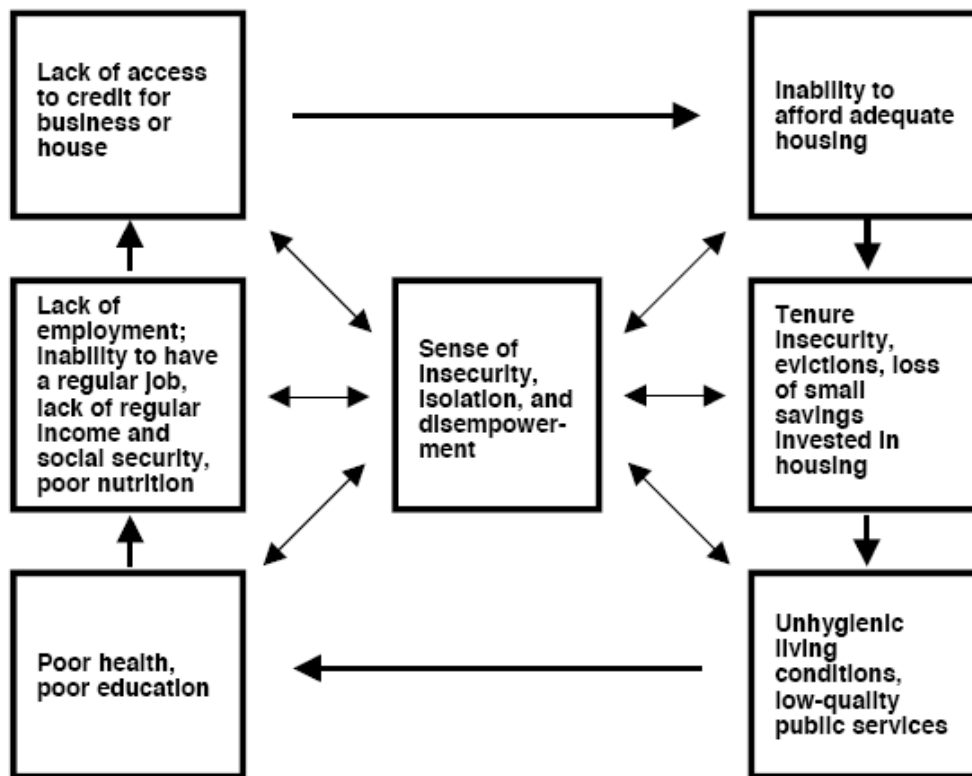 Lack of access
to credit for
business or
house
Inability to
afford adequate
housing
Lack of
employment;
inability to have
a regular job,
lack of regular
income and
social security,
poor nutrition
Sense of
insecurity,
isolation, and
disempower-
ment
Tenure
insecurity,
evictions, loss
of small
savings
invested in
housing
Poor health,
poor education
Unhygienic
living
conditions,
low-quality
public services